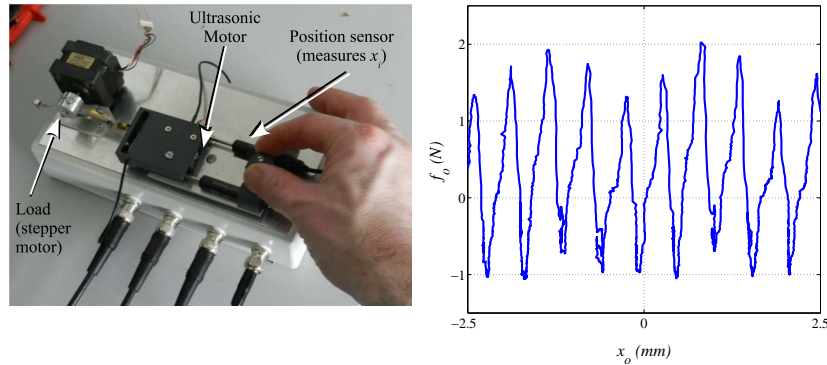 Ultrasonic
Motor
Position sensor
(measures x_i)
Load
(stepper
motor)
2
1
0
−1
f_o (N)
−2.5
0
2.5
x_o (mm)